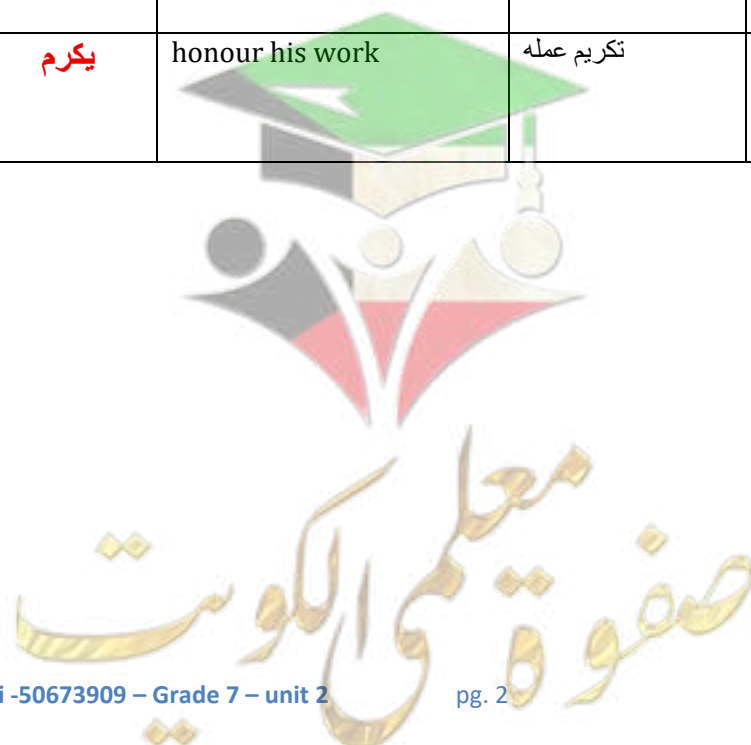 يكرم honour his work تكريم عمله
صفوة معلمي الكويت
i -50673909 – Grade 7 – unit 2 pg. 2